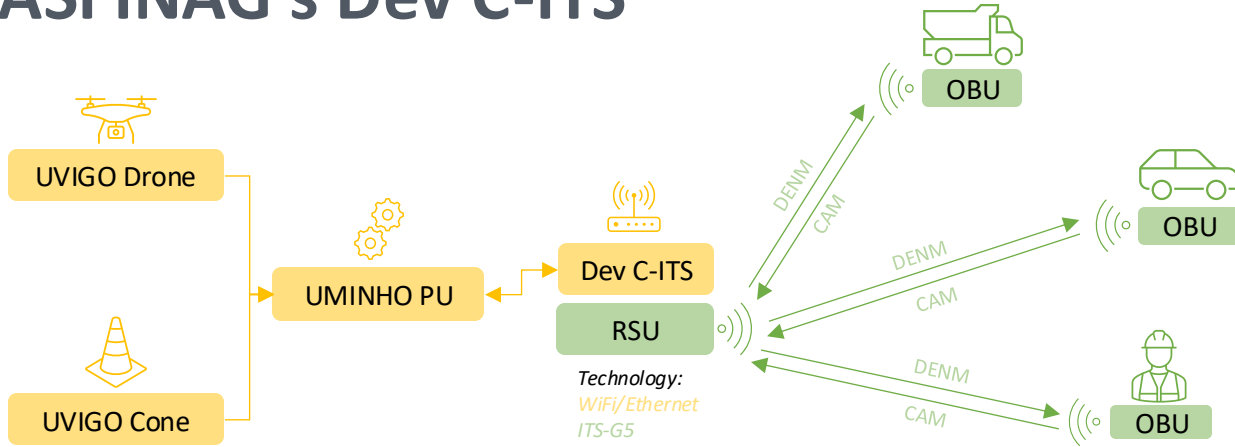 ASFINAG's Dev C-ITS
OBU
UVIGO Drone
DENM
CAM
OBU
DENM
CAM
Dev C-ITS
UMINHO PU
RSU
Technology:
WiFi/Ethernet
ITS-G5
DENM
CAM
UVIGO Cone
OBU